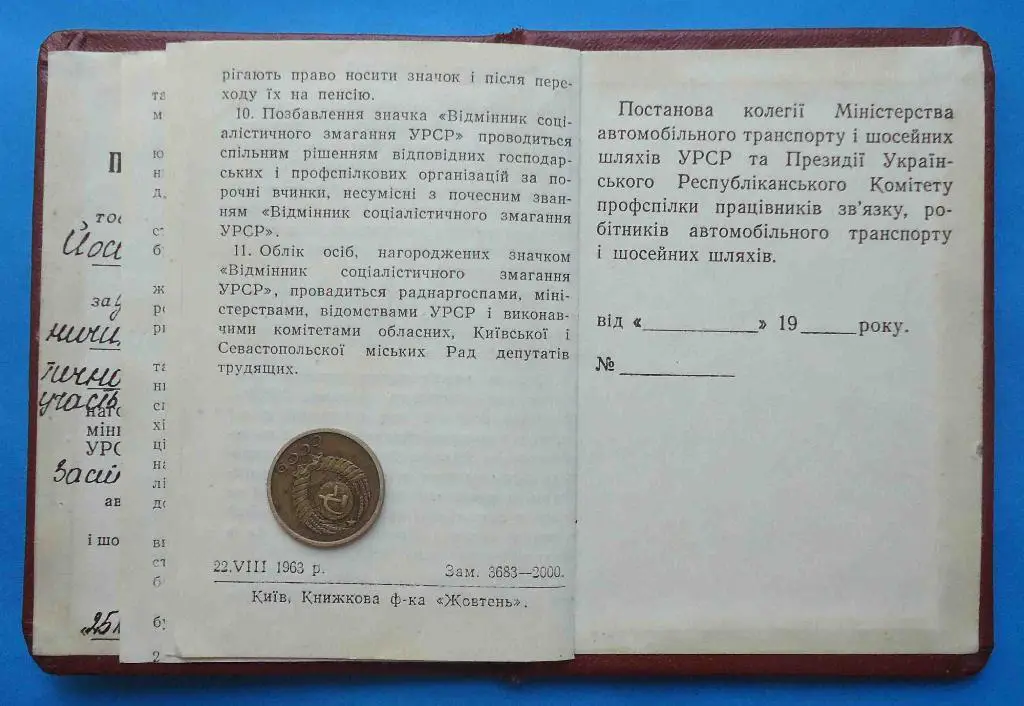 рігають право носити значок і після пере-
ходу їх на пенсію.
10. Позбавлення значка «Відмінник соці-
алістичного змагання УРСР» проводиться
спільним рішенням відповідних господар-
ських і профспілкових організацій за по-
рочні вчинки, несумісні з почесним зван-
ням «Відмінник соціалістичного змагання
УРСР».
11. Облік осіб, нагороджених значком
«Відмінник соціалістичного змагання
УРСР», провадиться раднаргоспами, міні-
стерствами, відомствами УРСР і виконав-
чими комітетами обласних, Київської і
Севастопольскої міських Рад депутатів
трудящих.
22.VIII 1963 р. Зам. 3683—2000.
Київ, Книжкова ф-ка «Жовтень».
Постанова колегії Міністерства
автомобільного транспорту і шосейних
шляхів УРСР та Президії Україн-
ського Республіканського Комітету
профспілки працівників зв'язку, ро-
бітників автомобільного транспорту
і шосейних шляхів.
від «__________» 19_____року.
№ __________